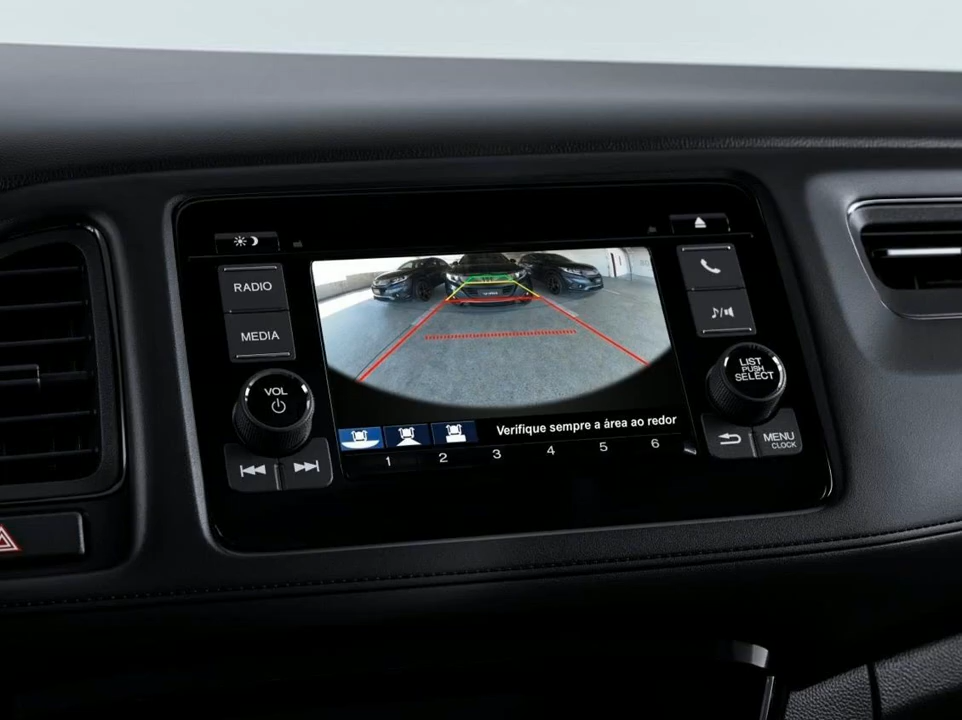 RADIO
MEDIA
VOL
LIST
PUSH
SELECT
MENU
CLOCK
Verifique sempre a área ao redor
1 2 3 4 5 6